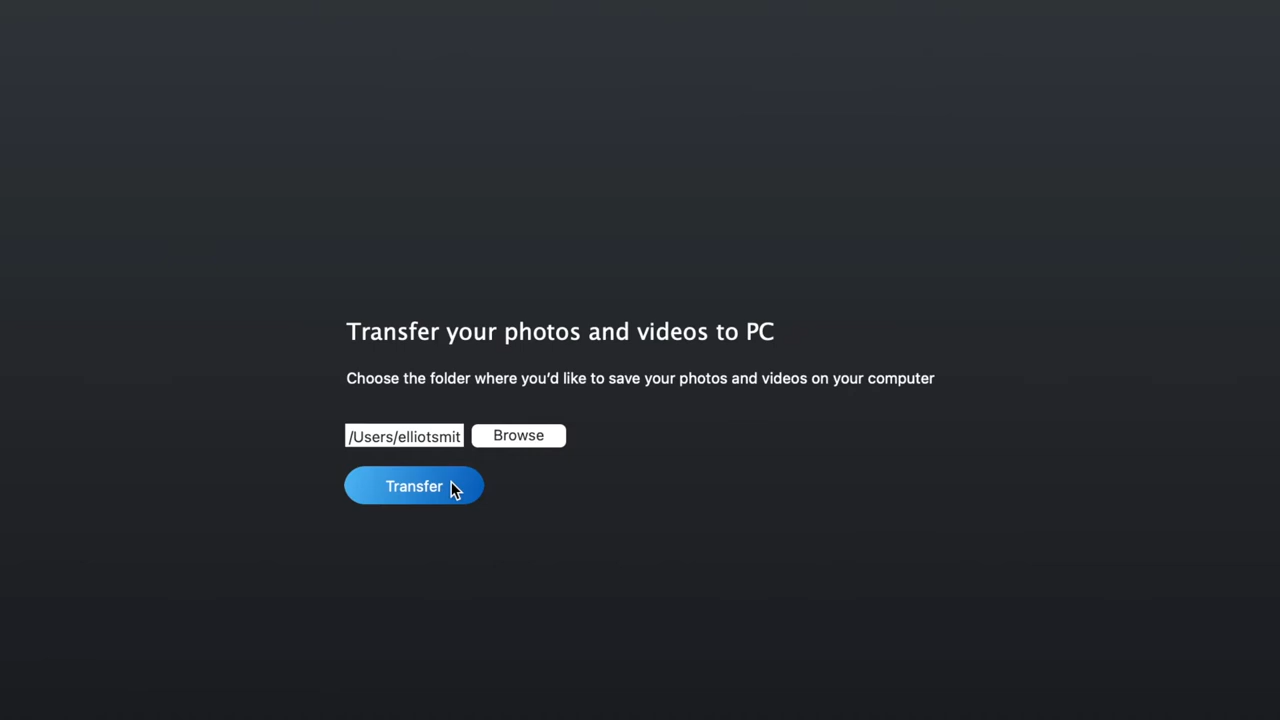 Transfer your photos and videos to PC
Choose the folder where you’d like to save your photos and videos on your computer
/Users/elliotsmit Browse
Transfer